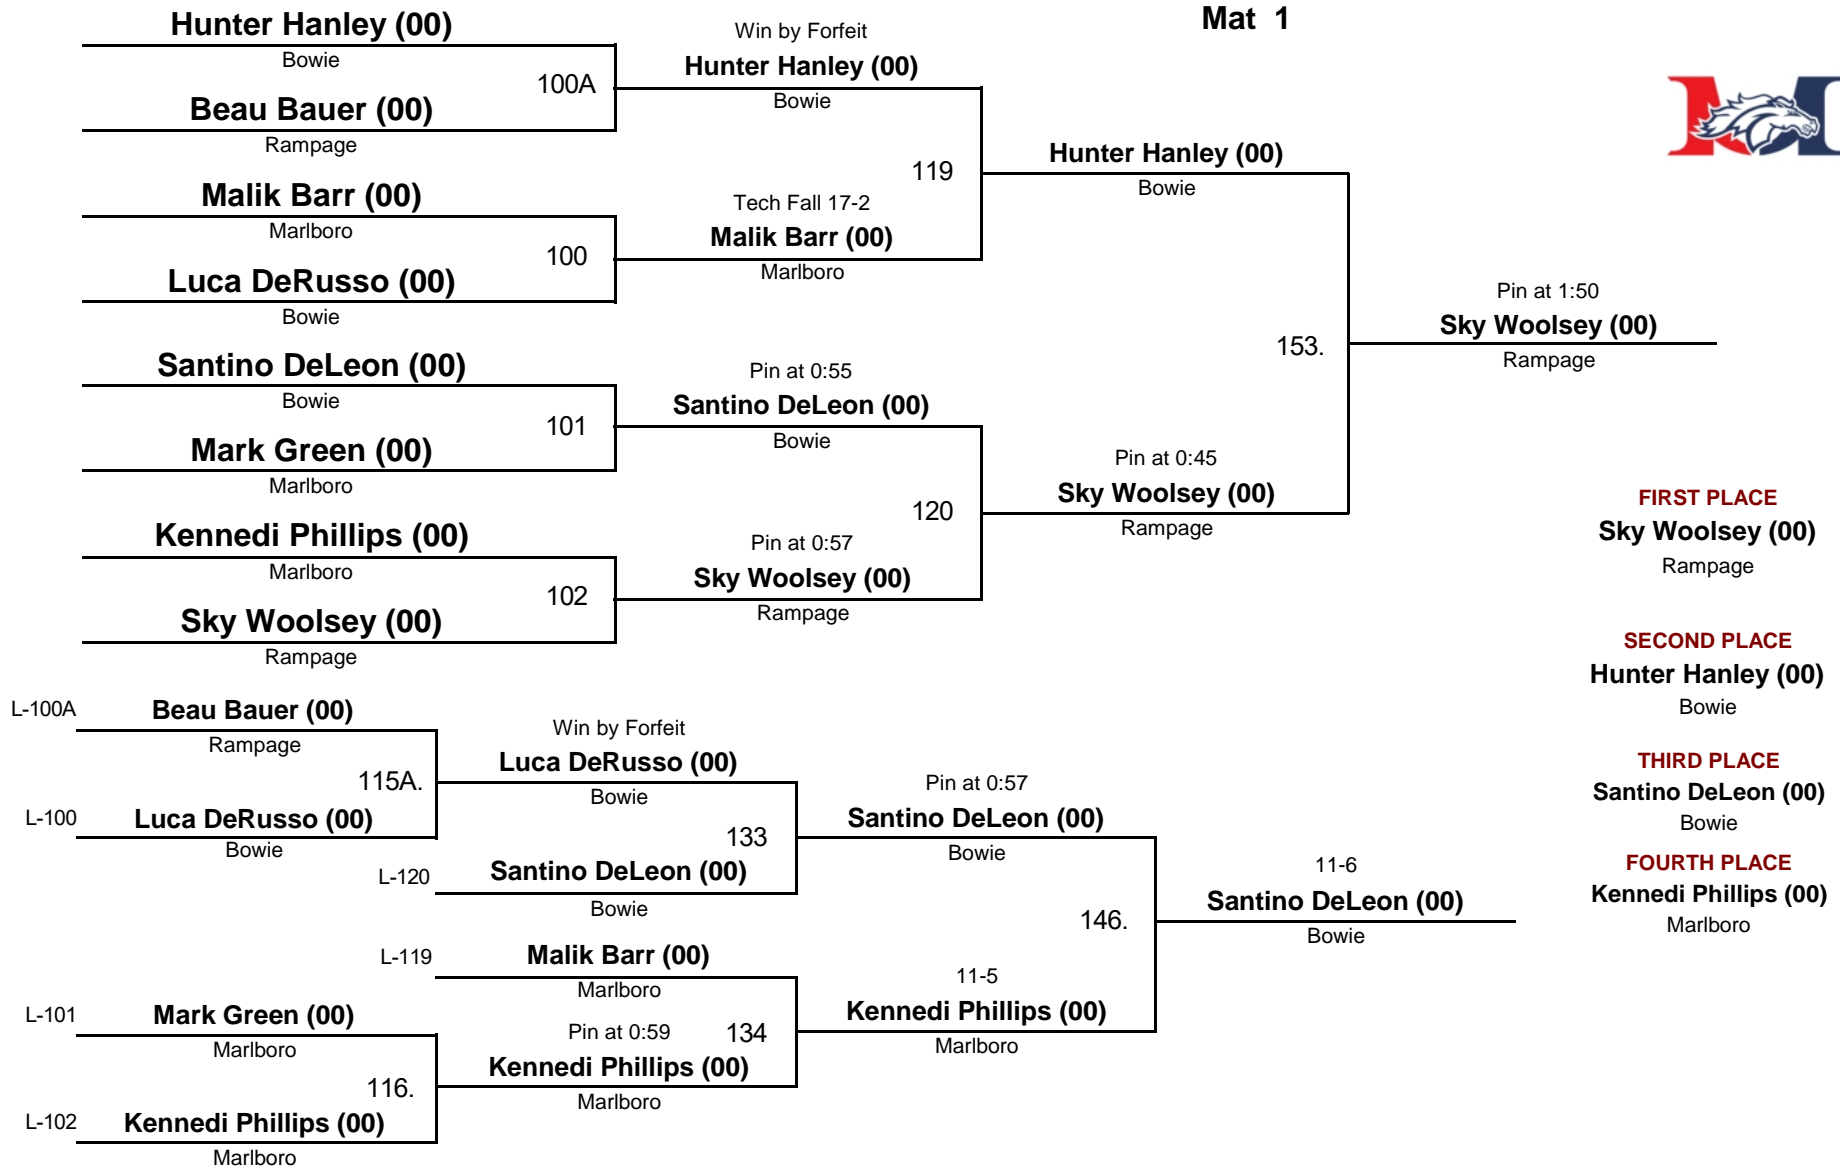 Mat 1
Hunter Hanley (00)
Bowie
100A
Beau Bauer (00)
Rampage
Malik Barr (00)
Marlboro
100
Luca DeRusso (00)
Bowie
Santino DeLeon (00)
Bowie
101
Mark Green (00)
Marlboro
Kennedi Phillips (00)
Marlboro
102
Sky Woolsey (00)
Rampage
Win by Forfeit
Hunter Hanley (00)
Bowie
119
Tech Fall 17-2
Malik Barr (00)
Marlboro
Pin at 0:55
Santino DeLeon (00)
Bowie
120
Pin at 0:57
Sky Woolsey (00)
Rampage
Hunter Hanley (00)
Bowie
153.
Pin at 0:45
Sky Woolsey (00)
Rampage
Pin at 1:50
Sky Woolsey (00)
Rampage
FIRST PLACE
Sky Woolsey (00)
Rampage
SECOND PLACE
Hunter Hanley (00)
Bowie
THIRD PLACE
Santino DeLeon (00)
Bowie
FOURTH PLACE
Kennedi Phillips (00)
Marlboro
L-100A
Beau Bauer (00)
Rampage
115A.
L-100
Luca DeRusso (00)
Bowie
Win by Forfeit
Luca DeRusso (00)
Bowie
133
L-120
Santino DeLeon (00)
Bowie
L-119
Malik Barr (00)
Marlboro
134
L-101
Mark Green (00)
Marlboro
116.
L-102
Kennedi Phillips (00)
Marlboro
Pin at 0:59
Kennedi Phillips (00)
Marlboro
Pin at 0:57
Santino DeLeon (00)
Bowie
146.
11-5
Kennedi Phillips (00)
Marlboro
11-6
Santino DeLeon (00)
Bowie